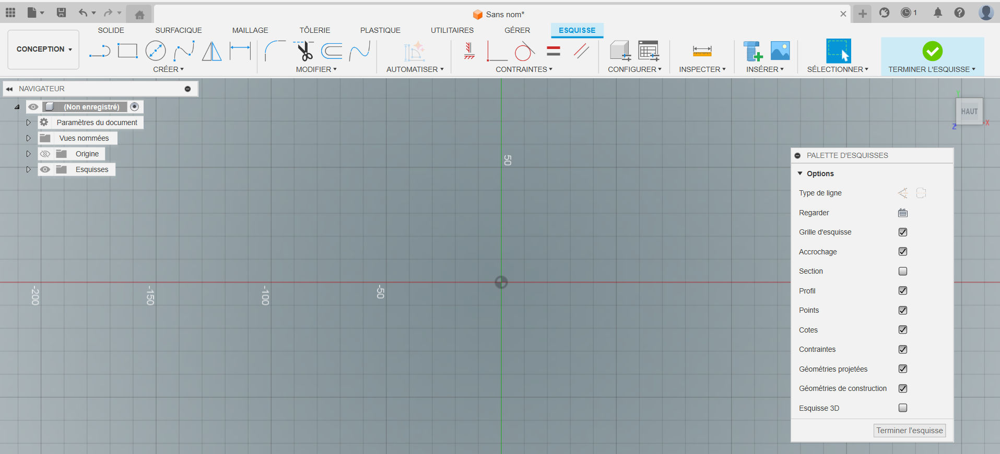 Sans nom*
1
SOLIDE SURFACIQUE MAILLAGE TÔLERIE PLASTIQUE UTILITAIRES GÉRER ESQUISSE
CONCEPTION
CRÉER MODIFIER AUTOMATISER CONTRAINTES CONFIGURER INSPECTER INSÉRER SÉLECTIONNER TERMINER L'ESQUISSE
NAVIGATEUR
(Non enregistré)
Paramètres du document
Vues nommées
Origine
Esquisses
Y
HAUT
X
Z
50
-200
-150
-100
-50
PALETTE D'ESQUISSES
Options
Type de ligne
Regarder
Grille d'esquisse
Accrochage
Section
Profil
Points
Cotes
Contraintes
Géométries projetées
Géométries de construction
Esquisse 3D
Terminer l'esquisse